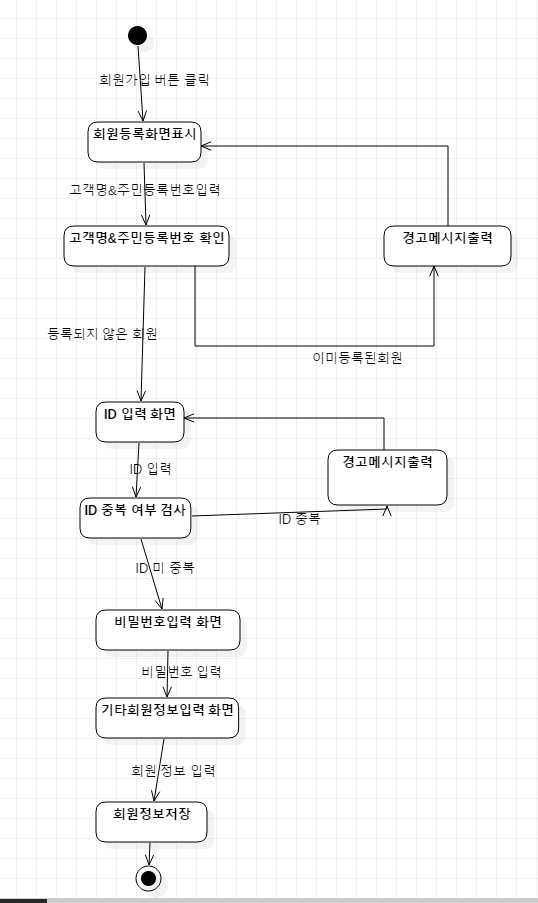 회원가입 버튼 클릭
회원등록화면표시
고객명&주민등록번호입력
고객명&주민등록번호 확인
경고메시지출력
등록되지 않은 회원
이미등록된회원
ID 입력 화면
경고메시지출력
ID 입력
ID 중복 여부 검사
ID 중복
ID 미 중복
비밀번호입력 화면
비밀번호 입력
기타회원정보입력 화면
회원 정보 입력
회원정보저장